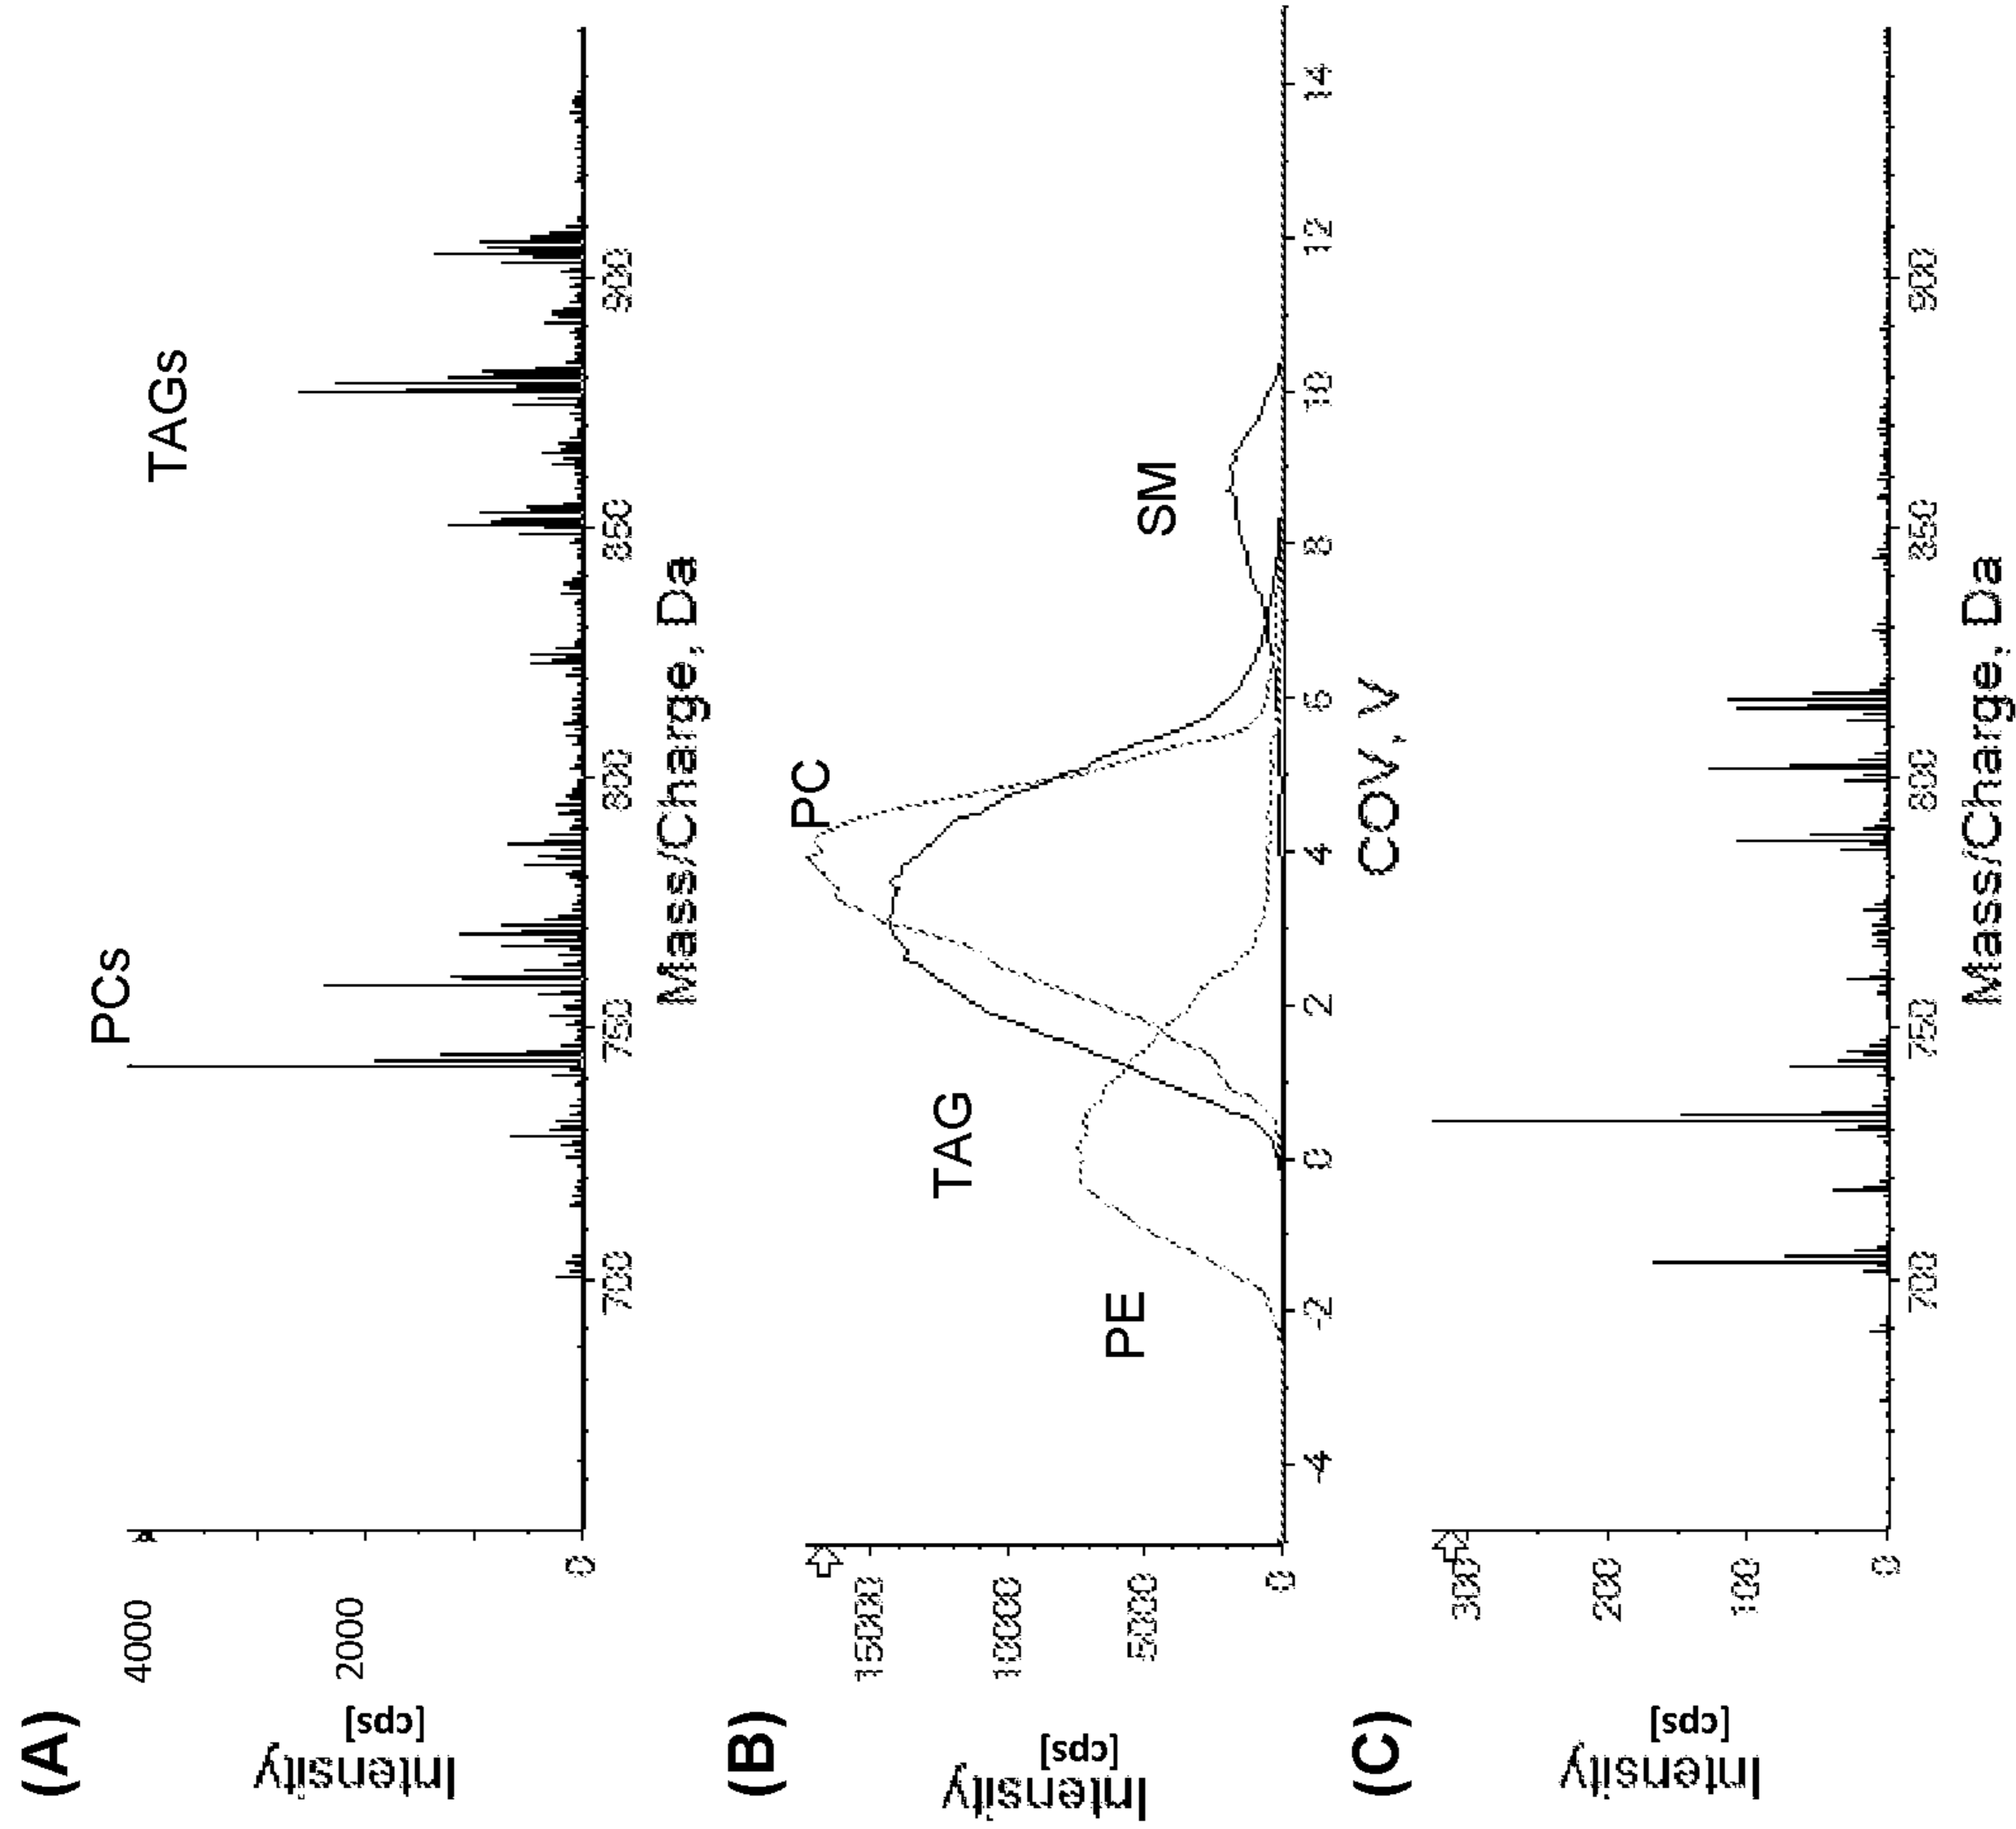 (A)
4000
2000
0
Intensity
[cps]
PCs
TAGs
700
750
800
850
900
Mass/Charge, Da
(B)
15000
10000
5000
0
Intensity
[cps]
PE
TAG
PC
SM
-4
-2
0
2
4
6
8
10
12
14
COV, V
(C)
300
200
100
0
Intensity
[cps]
700
750
800
850
900
Mass/Charge, Da